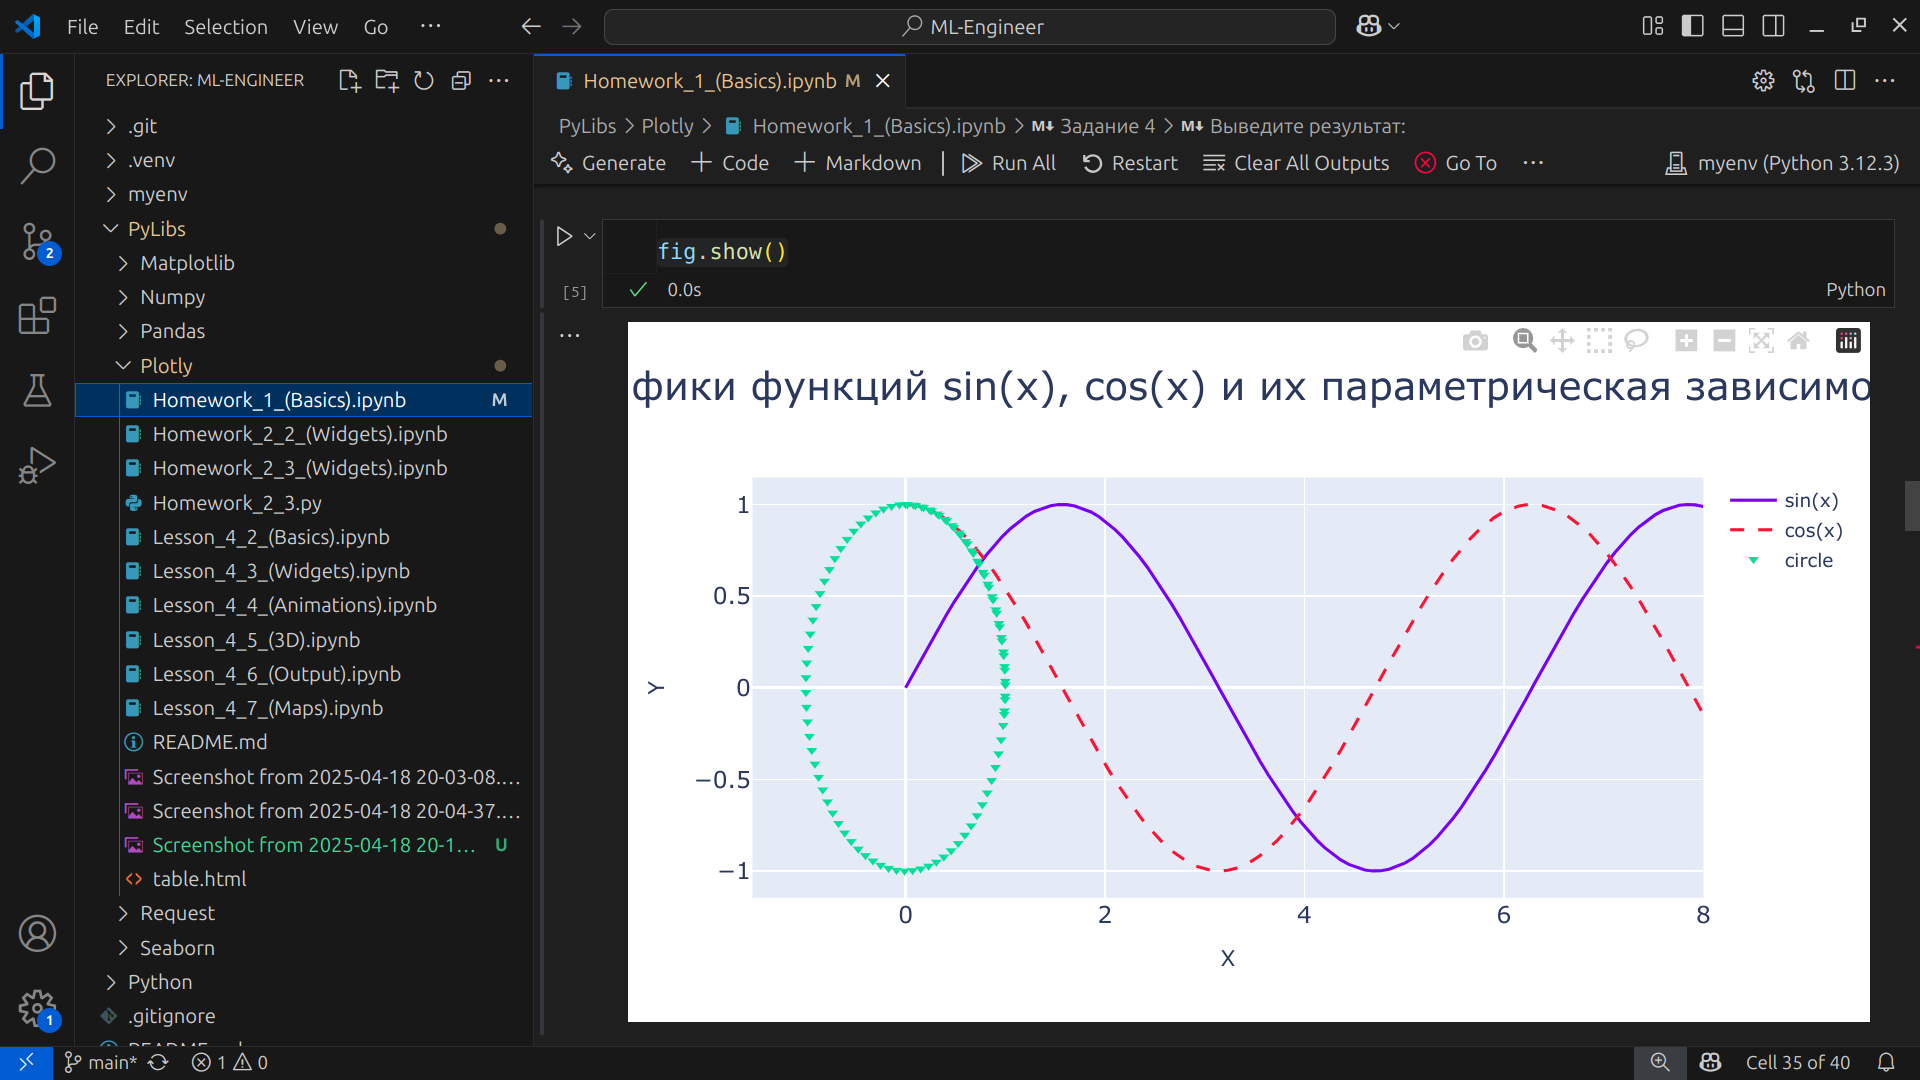 File Edit Selection View Go ··· ML-Engineer
EXPLORER: ML-ENGINEER
.git
.venv
myenv
PyLibs
Matplotlib
Numpy
Pandas
Plotly
Homework_1_(Basics).ipynb M
Homework_2_2_(Widgets).ipynb
Homework_2_3_(Widgets).ipynb
Homework_2_3.py
Lesson_4_2_(Basics).ipynb
Lesson_4_3_(Widgets).ipynb
Lesson_4_4_(Animations).ipynb
Lesson_4_5_(3D).ipynb
Lesson_4_6_(Output).ipynb
Lesson_4_7_(Maps).ipynb
README.md
Screenshot from 2025-04-18 20-03-08....
Screenshot from 2025-04-18 20-04-37....
Screenshot from 2025-04-18 20-1... U
table.html
Request
Seaborn
Python
.gitignore
2
1
Homework_1_(Basics).ipynb M
PyLibs > Plotly > Homework_1_(Basics).ipynb > M↓ Задание 4 > M↓ Выведите результат:
Generate + Code + Markdown | Run All Restart Clear All Outputs Go To ··· myenv (Python 3.12.3)
fig.show()
[5] 0.0s Python
фики функций sin(x), cos(x) и их параметрическая зависимо
1
0.5
0
−0.5
−1
Y
0 2 4 6 8
X
sin(x)
cos(x)
circle
main* 1 0 Cell 35 of 40